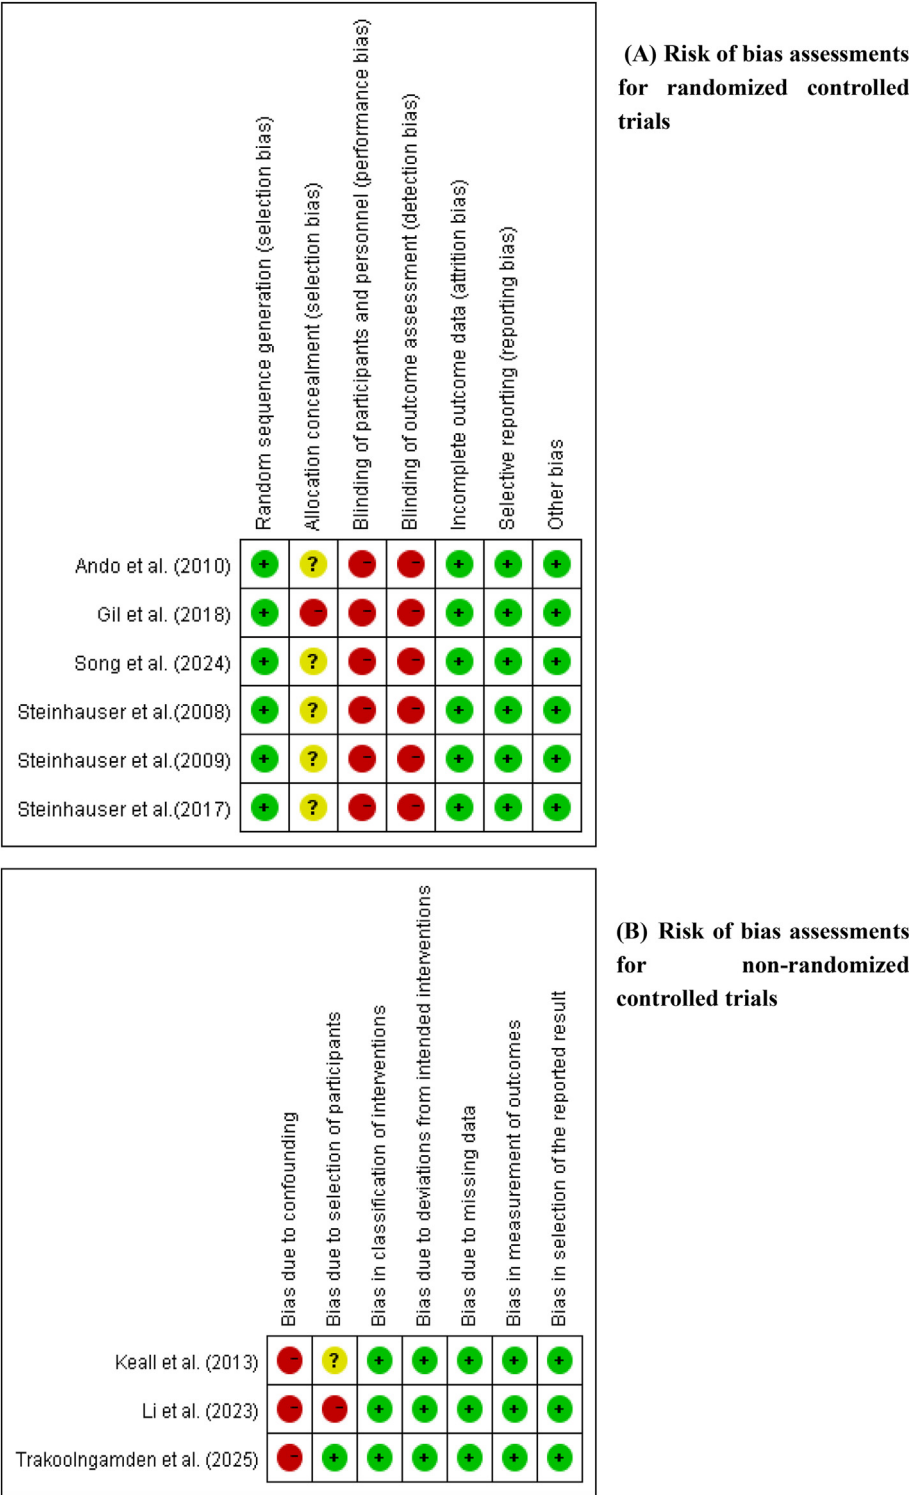 (A) Risk of bias assessments
for randomized controlled
trials
Random sequence generation (selection bias)
Allocation concealment (selection bias)
Blinding of participants and personnel (performance bias)
Blinding of outcome assessment (detection bias)
Incomplete outcome data (attrition bias)
Selective reporting (reporting bias)
Other bias
Ando et al. (2010) + ? - - + + +
Gil et al. (2018) + - - - + + +
Song et al. (2024) + ? - - + + +
Steinhauser et al.(2008) + ? - - + + +
Steinhauser et al.(2009) + ? - - + + +
Steinhauser et al.(2017) + ? - - + + +
(B) Risk of bias assessments
for non-randomized
controlled trials
Bias due to confounding
Bias due to selection of participants
Bias in classification of interventions
Bias due to deviations from intended interventions
Bias due to missing data
Bias in measurement of outcomes
Bias in selection of the reported result
Keall et al. (2013) - ? + + + + +
Li et al. (2023) - - + + + + +
Trakoolngamden et al. (2025) - + + + + + +